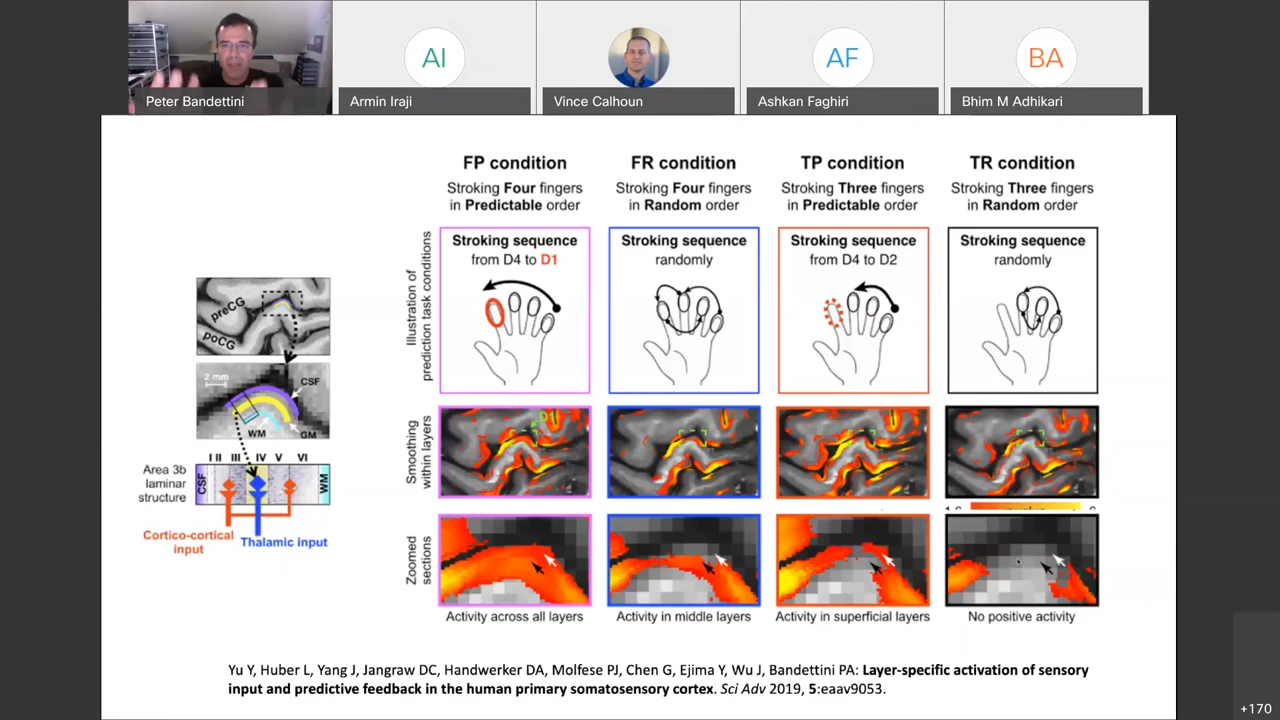 AI
AF
BA
Peter Bandettini
Armin Iraji
Vince Calhoun
Ashkan Faghiri
Bhim M Adhikari
FP condition
Stroking Four fingers
in Predictable order
FR condition
Stroking Four fingers
in Random order
TP condition
Stroking Three fingers
in Predictable order
TR condition
Stroking Three fingers
in Random order
Illustration of
prediction task conditions
Stroking sequence
from D4 to D1
Stroking sequence
randomly
Stroking sequence
from D4 to D2
Stroking sequence
randomly
preCG
poCG
2 mm
CSF
WM
GM
I II III IV V VI
Area 3b
laminar
structure
CSF
WM
Cortico-cortical
input
Thalamic input
Smoothing
within layers
D1
Zoomed
sections
Activity across all layers
Activity in middle layers
Activity in superficial layers
No positive activity
Yu Y, Huber L, Yang J, Jangraw DC, Handwerker DA, Molfese PJ, Chen G, Ejima Y, Wu J, Bandettini PA: Layer-specific activation of sensory
input and predictive feedback in the human primary somatosensory cortex. Sci Adv 2019, 5:eaav9053.
+170